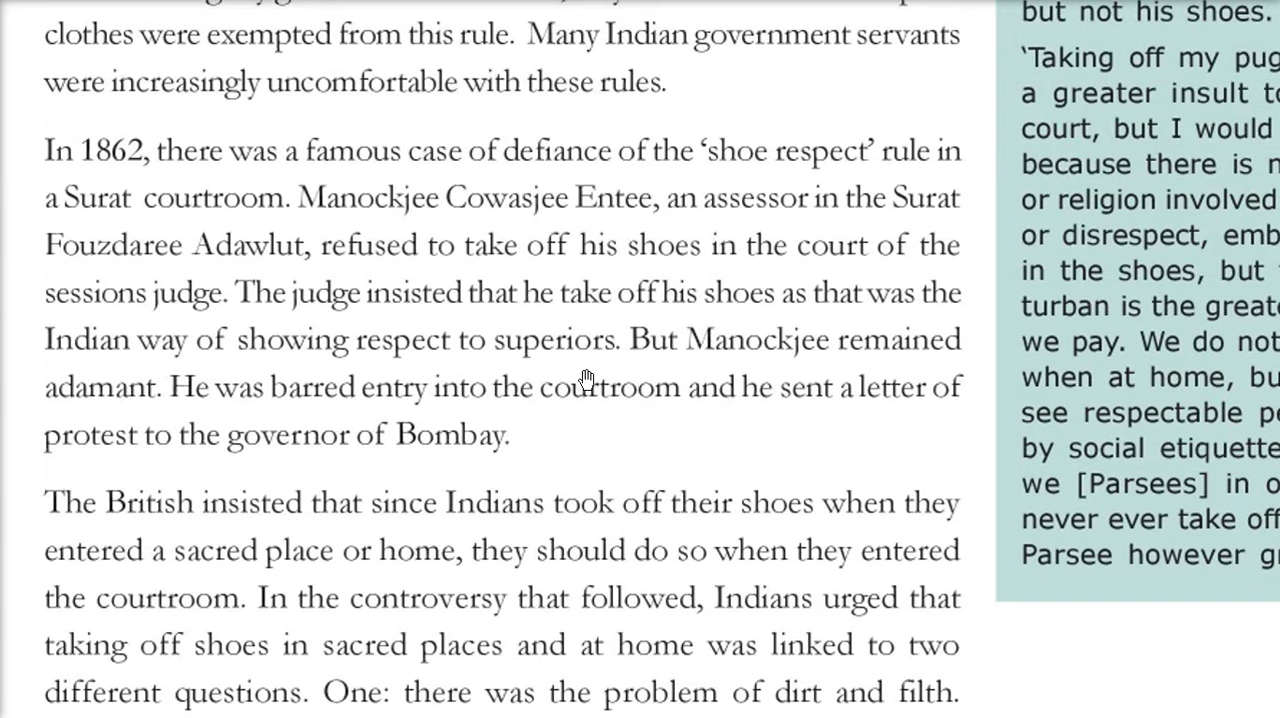 clothes were exempted from this rule. Many Indian government servants
were increasingly uncomfortable with these rules.
In 1862, there was a famous case of defiance of the ‘shoe respect’ rule in
a Surat courtroom. Manockjee Cowasjee Entee, an assessor in the Surat
Fouzdaree Adawlut, refused to take off his shoes in the court of the
sessions judge. The judge insisted that he take off his shoes as that was the
Indian way of showing respect to superiors. But Manockjee remained
adamant. He was barred entry into the courtroom and he sent a letter of
protest to the governor of Bombay.
The British insisted that since Indians took off their shoes when they
entered a sacred place or home, they should do so when they entered
the courtroom. In the controversy that followed, Indians urged that
taking off shoes in sacred places and at home was linked to two
different questions. One: there was the problem of dirt and filth.
but not his shoes.
‘Taking off my
a greater insult
court, but I would
because there is
or religion involved
or disrespect,
in the shoes, but
turban is the
we pay. We do not
when at home,
see respectable
by social etiquette
we [Parsees] in
never ever take off
Parsee however